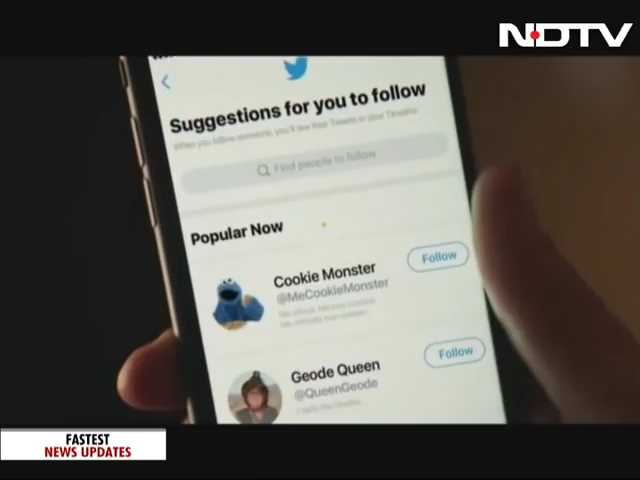 NDTV
Suggestions for you to follow
When you follow someone, you'll see their Tweets in your Timeline.
Find people to follow
Popular Now
Cookie Monster
@MeCookieMonster
Follow
Geode Queen
@QueenGeode
Follow
FASTEST
NEWS UPDATES